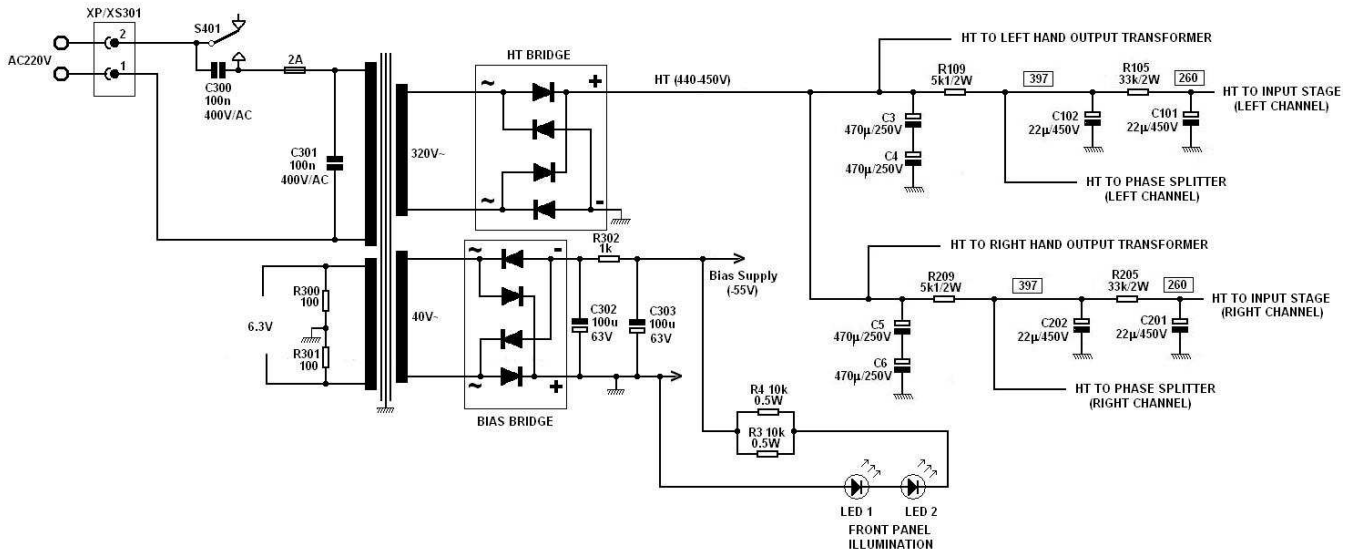 XP/XS301
2
S401
AC220V
1
C300
100n
400V/AC
2A
C301
100n
400V/AC
320V~
HT BRIDGE
~
+
~
-
HT (440-450V)
HT TO LEFT HAND OUTPUT TRANSFORMER
R109
5k1/2W
397
R105
33k/2W
260
HT TO INPUT STAGE
(LEFT CHANNEL)
C3
470µ/250V
C4
470µ/250V
C102
22µ/450V
C101
22µ/450V
HT TO PHASE SPLITTER
(LEFT CHANNEL)
6.3V
R300
100
R301
100
40V~
~
-
~
+
BIAS BRIDGE
R302
1k
C302
100u
63V
C303
100u
63V
Bias Supply
(-55V)
HT TO RIGHT HAND OUTPUT TRANSFORMER
R209
5k1/2W
397
R205
33k/2W
260
HT TO INPUT STAGE
(RIGHT CHANNEL)
C5
470µ/250V
C6
470µ/250V
C202
22µ/450V
C201
22µ/450V
HT TO PHASE SPLITTER
(RIGHT CHANNEL)
R4 10k
0.5W
R3 10k
0.5W
LED 1
LED 2
FRONT PANEL
ILLUMINATION